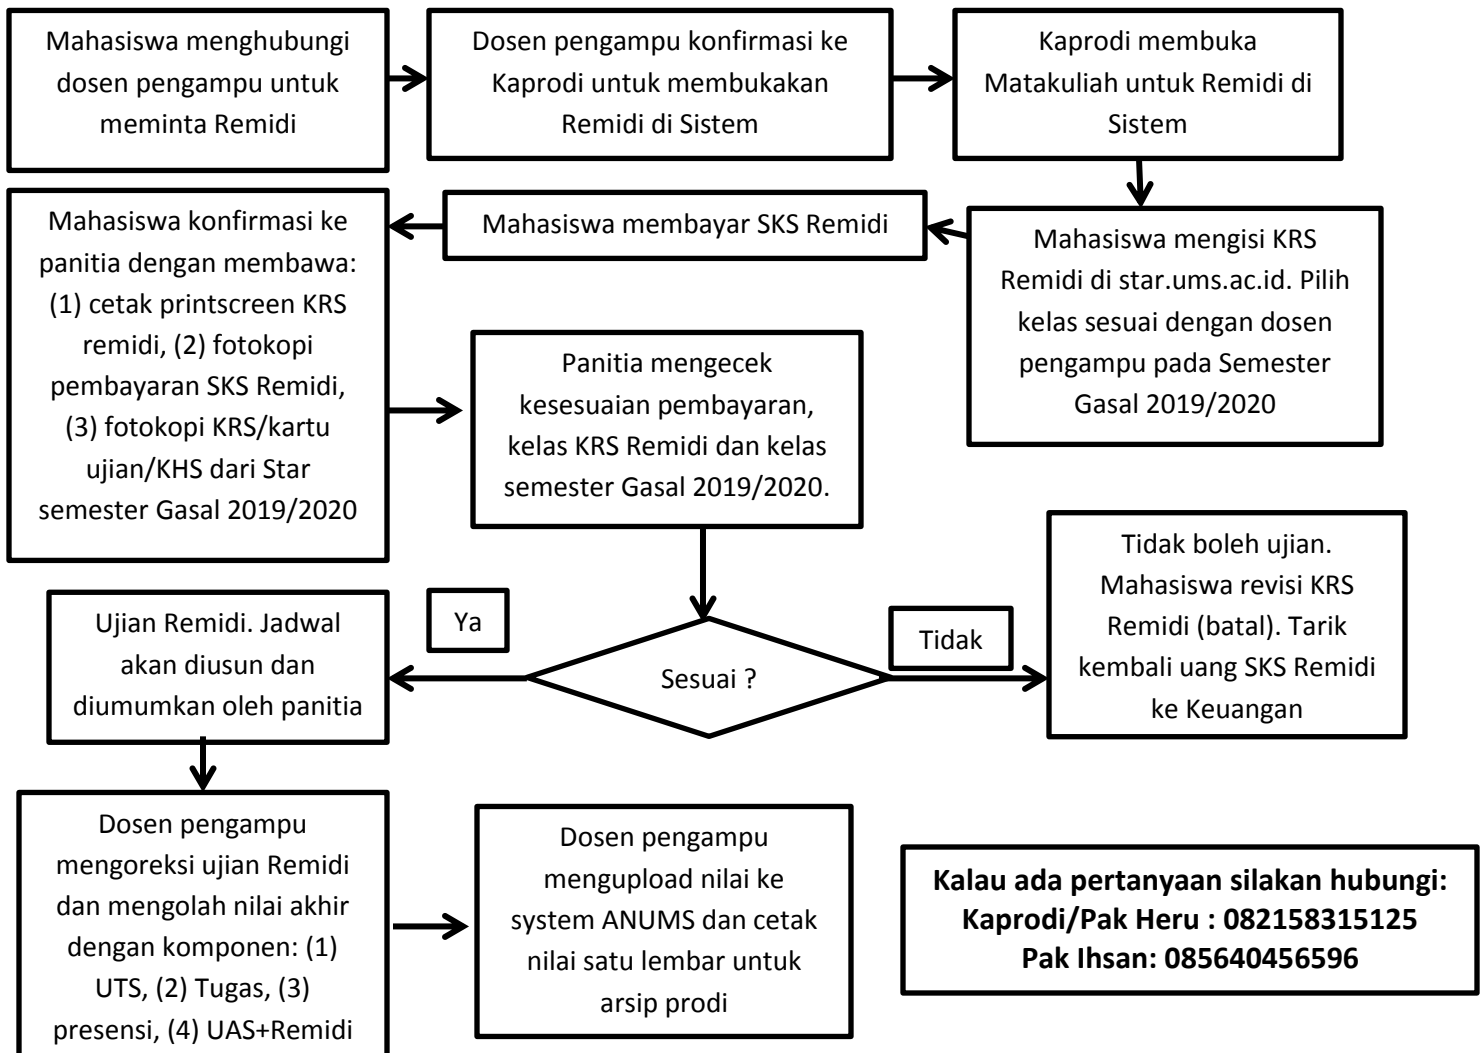 Mahasiswa menghubungi
dosen pengampu untuk
meminta Remidi
Dosen pengampu konfirmasi ke
Kaprodi untuk membukakan
Remidi di Sistem
Kaprodi membuka
Matakuliah untuk Remidi di
Sistem
Mahasiswa mengisi KRS
Remidi di star.ums.ac.id. Pilih
kelas sesuai dengan dosen
pengampu pada Semester
Gasal 2019/2020
Mahasiswa membayar SKS Remidi
Mahasiswa konfirmasi ke
panitia dengan membawa:
(1) cetak printscreen KRS
remidi, (2) fotokopi
pembayaran SKS Remidi,
(3) fotokopi KRS/kartu
ujian/KHS dari Star
semester Gasal 2019/2020
Panitia mengecek
kesesuaian pembayaran,
kelas KRS Remidi dan kelas
semester Gasal 2019/2020.
Sesuai ?
Ya
Tidak
Tidak boleh ujian.
Mahasiswa revisi KRS
Remidi (batal). Tarik
kembali uang SKS Remidi
ke Keuangan
Ujian Remidi. Jadwal
akan diusun dan
diumumkan oleh panitia
Dosen pengampu
mengoreksi ujian Remidi
dan mengolah nilai akhir
dengan komponen: (1)
UTS, (2) Tugas, (3)
presensi, (4) UAS+Remidi
Dosen pengampu
mengupload nilai ke
system ANUMS dan cetak
nilai satu lembar untuk
arsip prodi
Kalau ada pertanyaan silakan hubungi:
Kaprodi/Pak Heru : 082158315125
Pak Ihsan: 085640456596